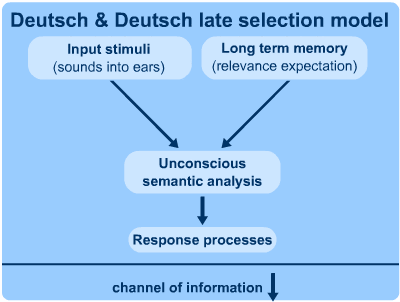 Deutsch & Deutsch late selection model
Input stimuli
(sounds into ears)
Long term memory
(relevance expectation)
Unconscious
semantic analysis
Response processes
channel of information